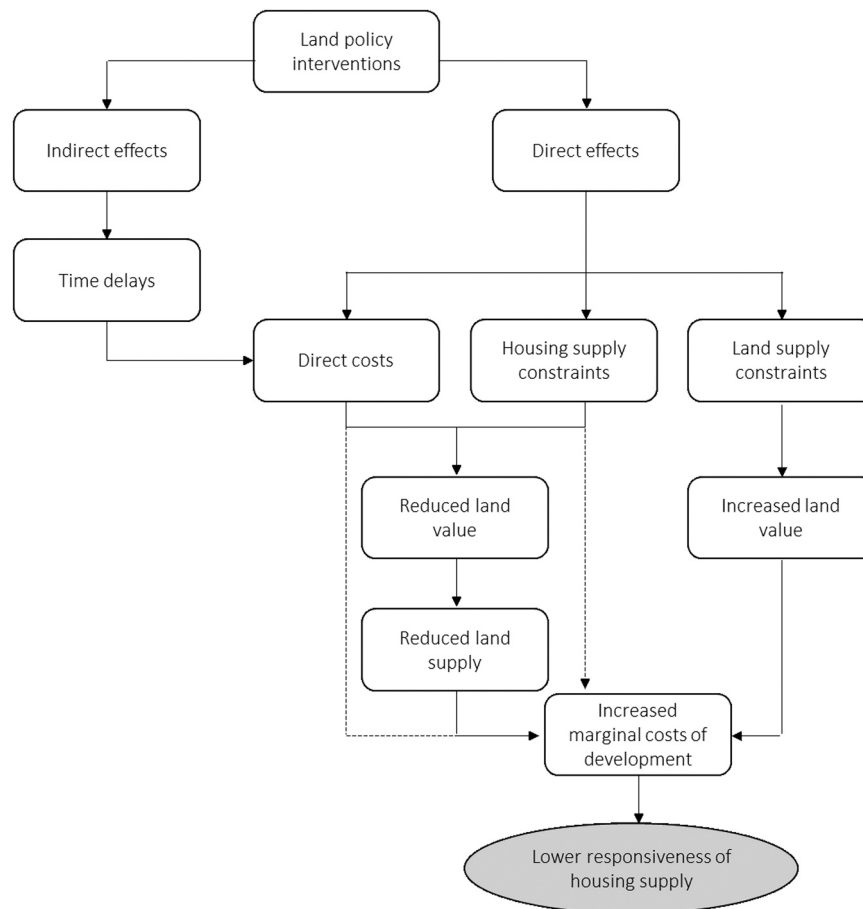 Land policy
interventions
Indirect effects
Direct effects
Time delays
Direct costs
Housing supply
constraints
Land supply
constraints
Reduced land
value
Increased land
value
Reduced land
supply
Increased
marginal costs of
development
Lower responsiveness of
housing supply